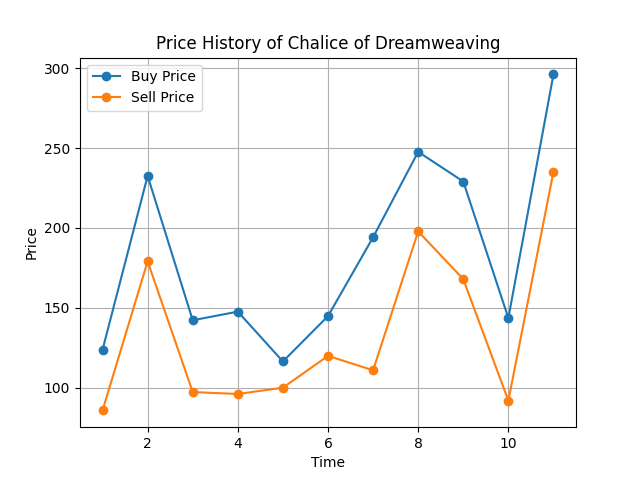 Price History of Chalice of Dreamweaving
Buy Price
Sell Price
300
250
200
150
100
Price
2 4 6 8 10
Time